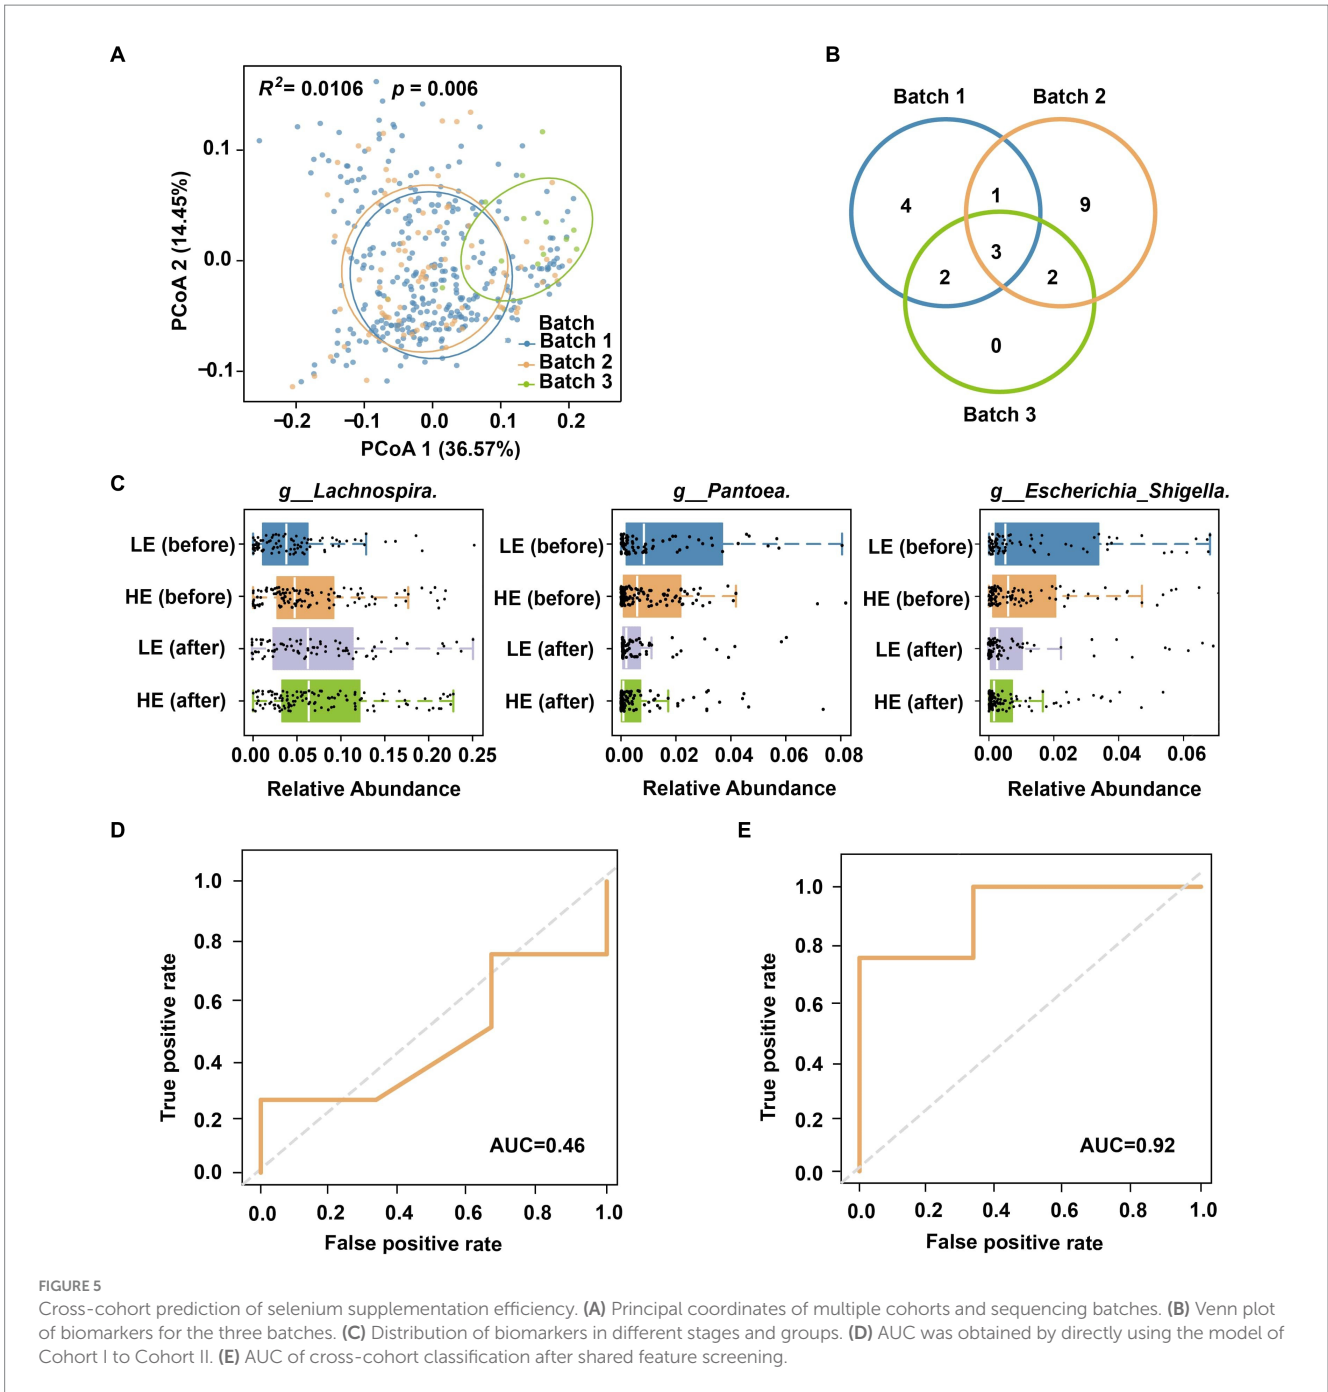 A
R²= 0.0106 p = 0.006
0.1
0.0
−0.1
PCoA 2 (14.45%)
−0.2 −0.1 0.0 0.1 0.2
PCoA 1 (36.57%)
Batch
Batch 1
Batch 2
Batch 3
B
Batch 1 Batch 2
4 1 9
3
2 2
0
Batch 3
C
g__Lachnospira.
LE (before)
HE (before)
LE (after)
HE (after)
0.00 0.05 0.10 0.15 0.20 0.25
Relative Abundance
g__Pantoea.
LE (before)
HE (before)
LE (after)
HE (after)
0.00 0.02 0.04 0.06 0.08
Relative Abundance
g__Escherichia_Shigella.
LE (before)
HE (before)
LE (after)
HE (after)
0.00 0.02 0.04 0.06
Relative Abundance
D
1.0
0.8
0.6
0.4
0.2
0.0
True positive rate
AUC=0.46
0.0 0.2 0.4 0.6 0.8 1.0
False positive rate
E
1.0
0.8
0.6
0.4
0.2
0.0
True positive rate
AUC=0.92
0.0 0.2 0.4 0.6 0.8 1.0
False positive rate
FIGURE 5
Cross-cohort prediction of selenium supplementation efficiency. (A) Principal coordinates of multiple cohorts and sequencing batches. (B) Venn plot
of biomarkers for the three batches. (C) Distribution of biomarkers in different stages and groups. (D) AUC was obtained by directly using the model of
Cohort I to Cohort II. (E) AUC of cross-cohort classification after shared feature screening.